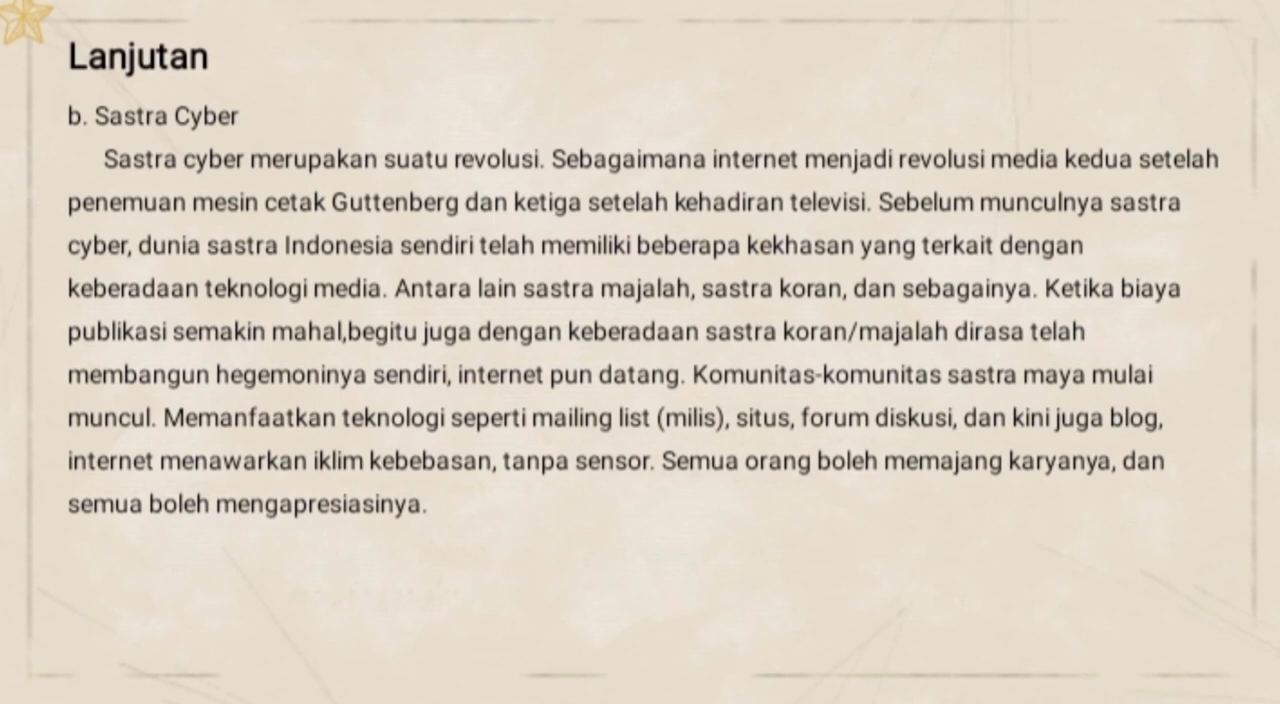 Lanjutan
b. Sastra Cyber
Sastra cyber merupakan suatu revolusi. Sebagaimana internet menjadi revolusi media kedua setelah
penemuan mesin cetak Guttenberg dan ketiga setelah kehadiran televisi. Sebelum munculnya sastra
cyber, dunia sastra Indonesia sendiri telah memiliki beberapa kekhasan yang terkait dengan
keberadaan teknologi media. Antara lain sastra majalah, sastra koran, dan sebagainya. Ketika biaya
publikasi semakin mahal,begitu juga dengan keberadaan sastra koran/majalah dirasa telah
membangun hegemoninya sendiri, internet pun datang. Komunitas-komunitas sastra maya mulai
muncul. Memanfaatkan teknologi seperti mailing list (milis), situs, forum diskusi, dan kini juga blog,
internet menawarkan iklim kebebasan, tanpa sensor. Semua orang boleh memajang karyanya, dan
semua boleh mengapresiasinya.